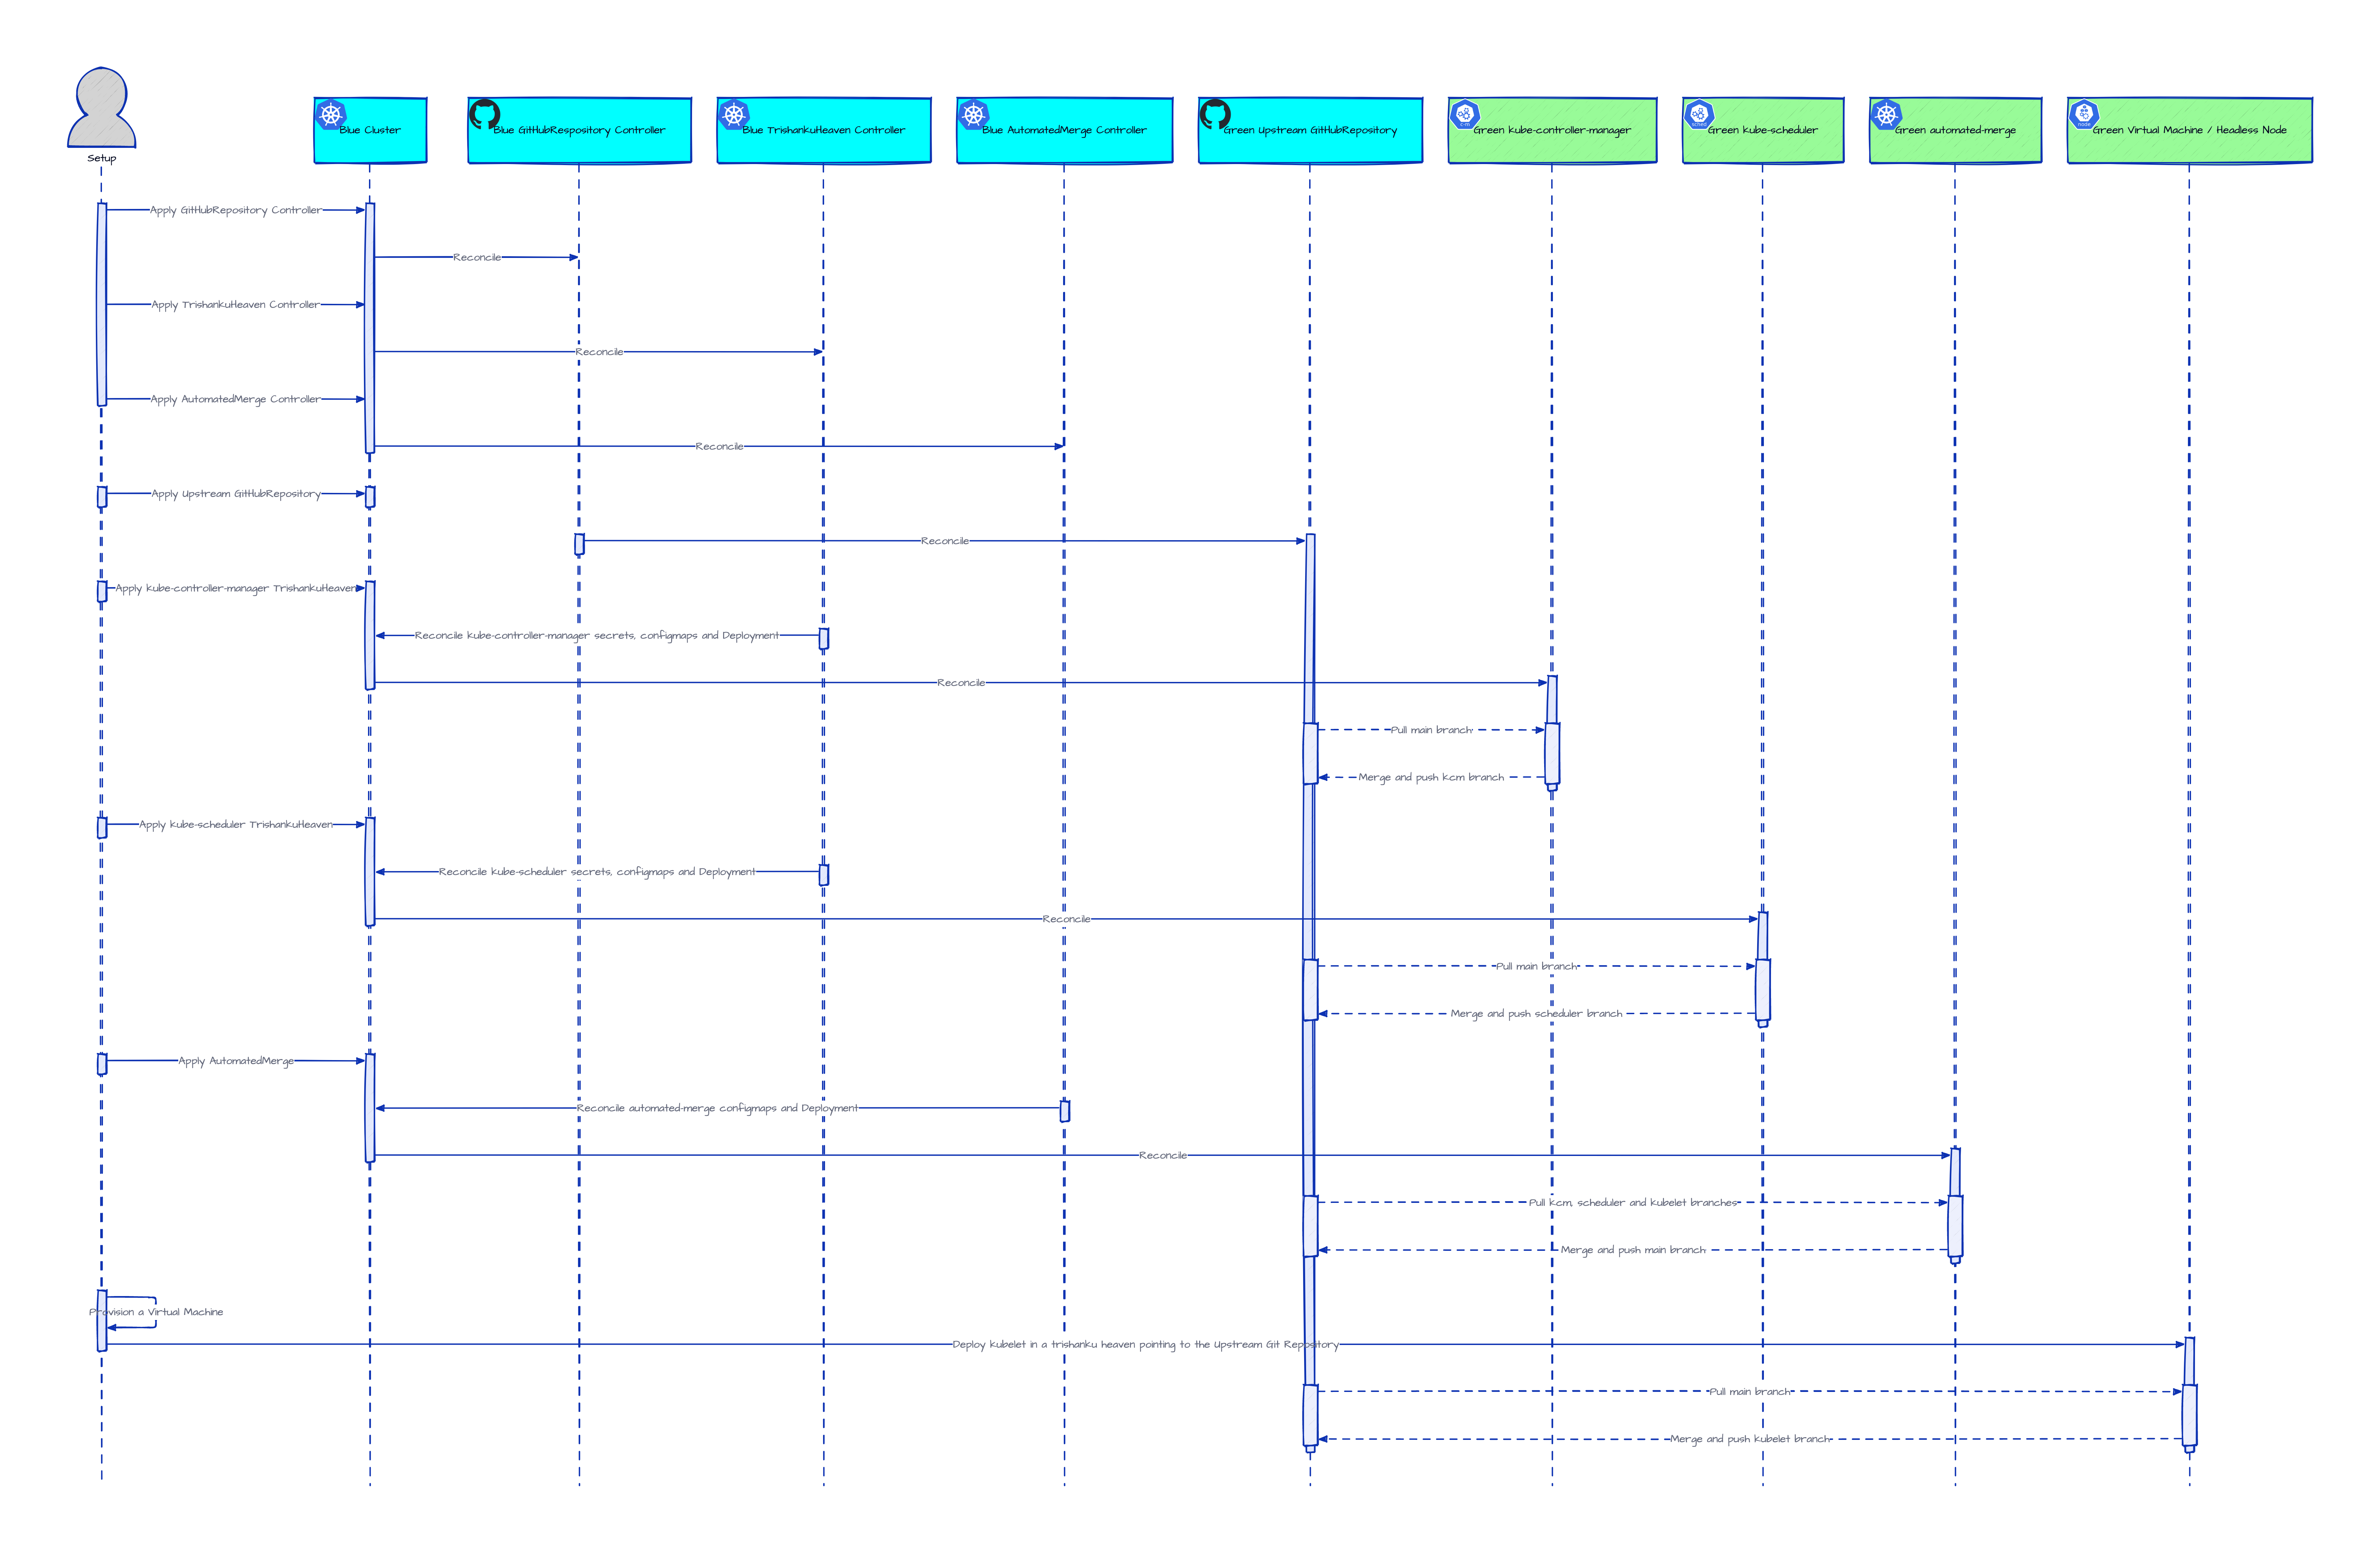 Setup
Blue Cluster
Blue GitHubRespository Controller
Blue TrishankuHeaven Controller
Blue AutomatedMerge Controller
Green Upstream GitHubRepository
c-m
Green kube-controller-manager
sched
Green kube-scheduler
Green automated-merge
node
Green Virtual Machine / Headless Node
Apply GitHubRepository Controller
Reconcile
Apply TrishankuHeaven Controller
Reconcile
Apply AutomatedMerge Controller
Reconcile
Apply Upstream GitHubRepository
Reconcile
Apply kube-controller-manager TrishankuHeaven
Reconcile kube-controller-manager secrets, configmaps and Deployment
Reconcile
Pull main branch
Merge and push kcm branch
Apply kube-scheduler TrishankuHeaven
Reconcile kube-scheduler secrets, configmaps and Deployment
Reconcile
Pull main branch
Merge and push scheduler branch
Apply AutomatedMerge
Reconcile automated-merge configmaps and Deployment
Reconcile
Pull kcm, scheduler and kubelet branches
Merge and push main branch
Provision a Virtual Machine
Deploy kubelet in a trishanku heaven pointing to the Upstream Git Repository
Pull main branch
Merge and push kubelet branch